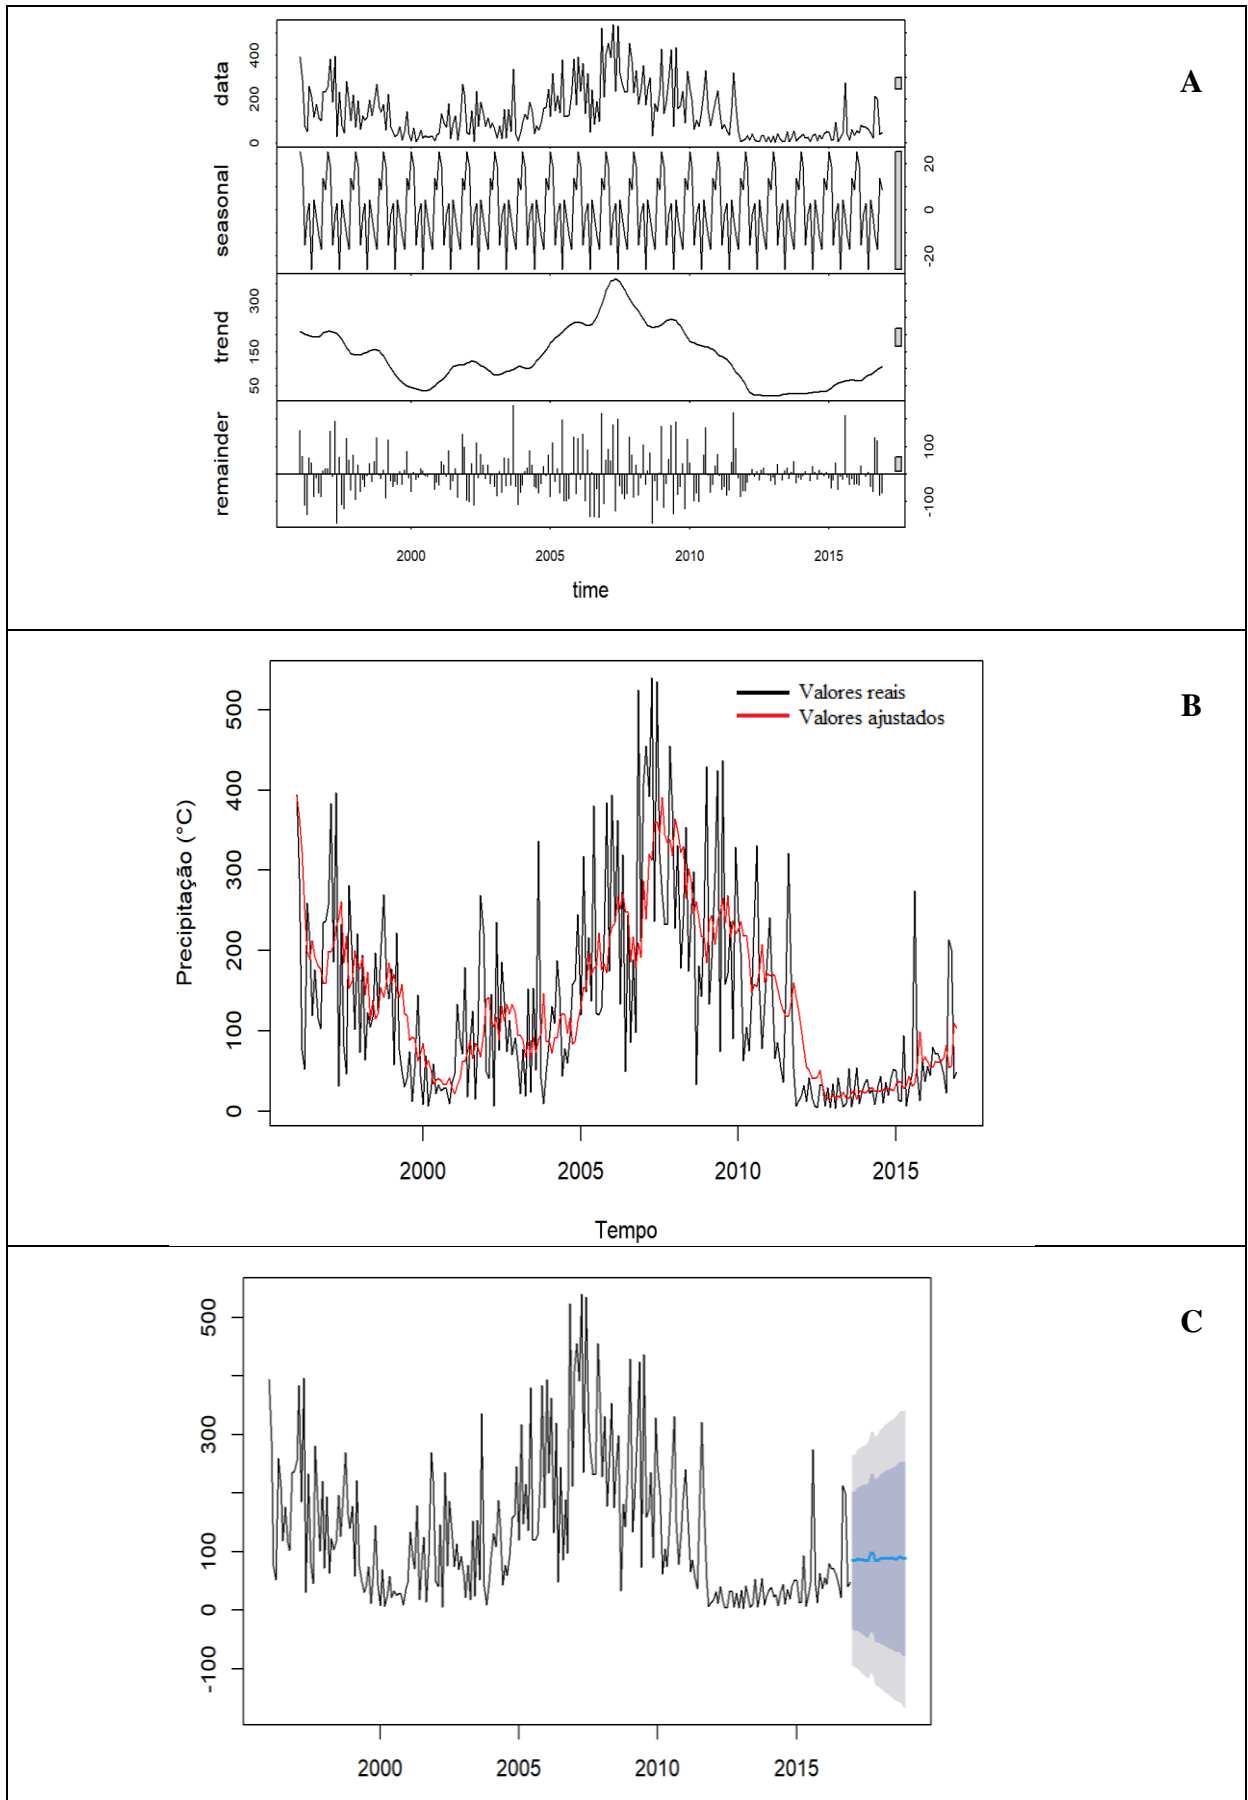 A
data
0 200 400
seasonal
-20 0 20
trend
50 150 300
remainder
-100 100
2000 2005 2010 2015
time
B
Valores reais
Valores ajustados
Precipitação (°C)
500
400
300
200
100
0
2000 2005 2010 2015
Tempo
C
500
300
100
0
-100
2000 2005 2010 2015